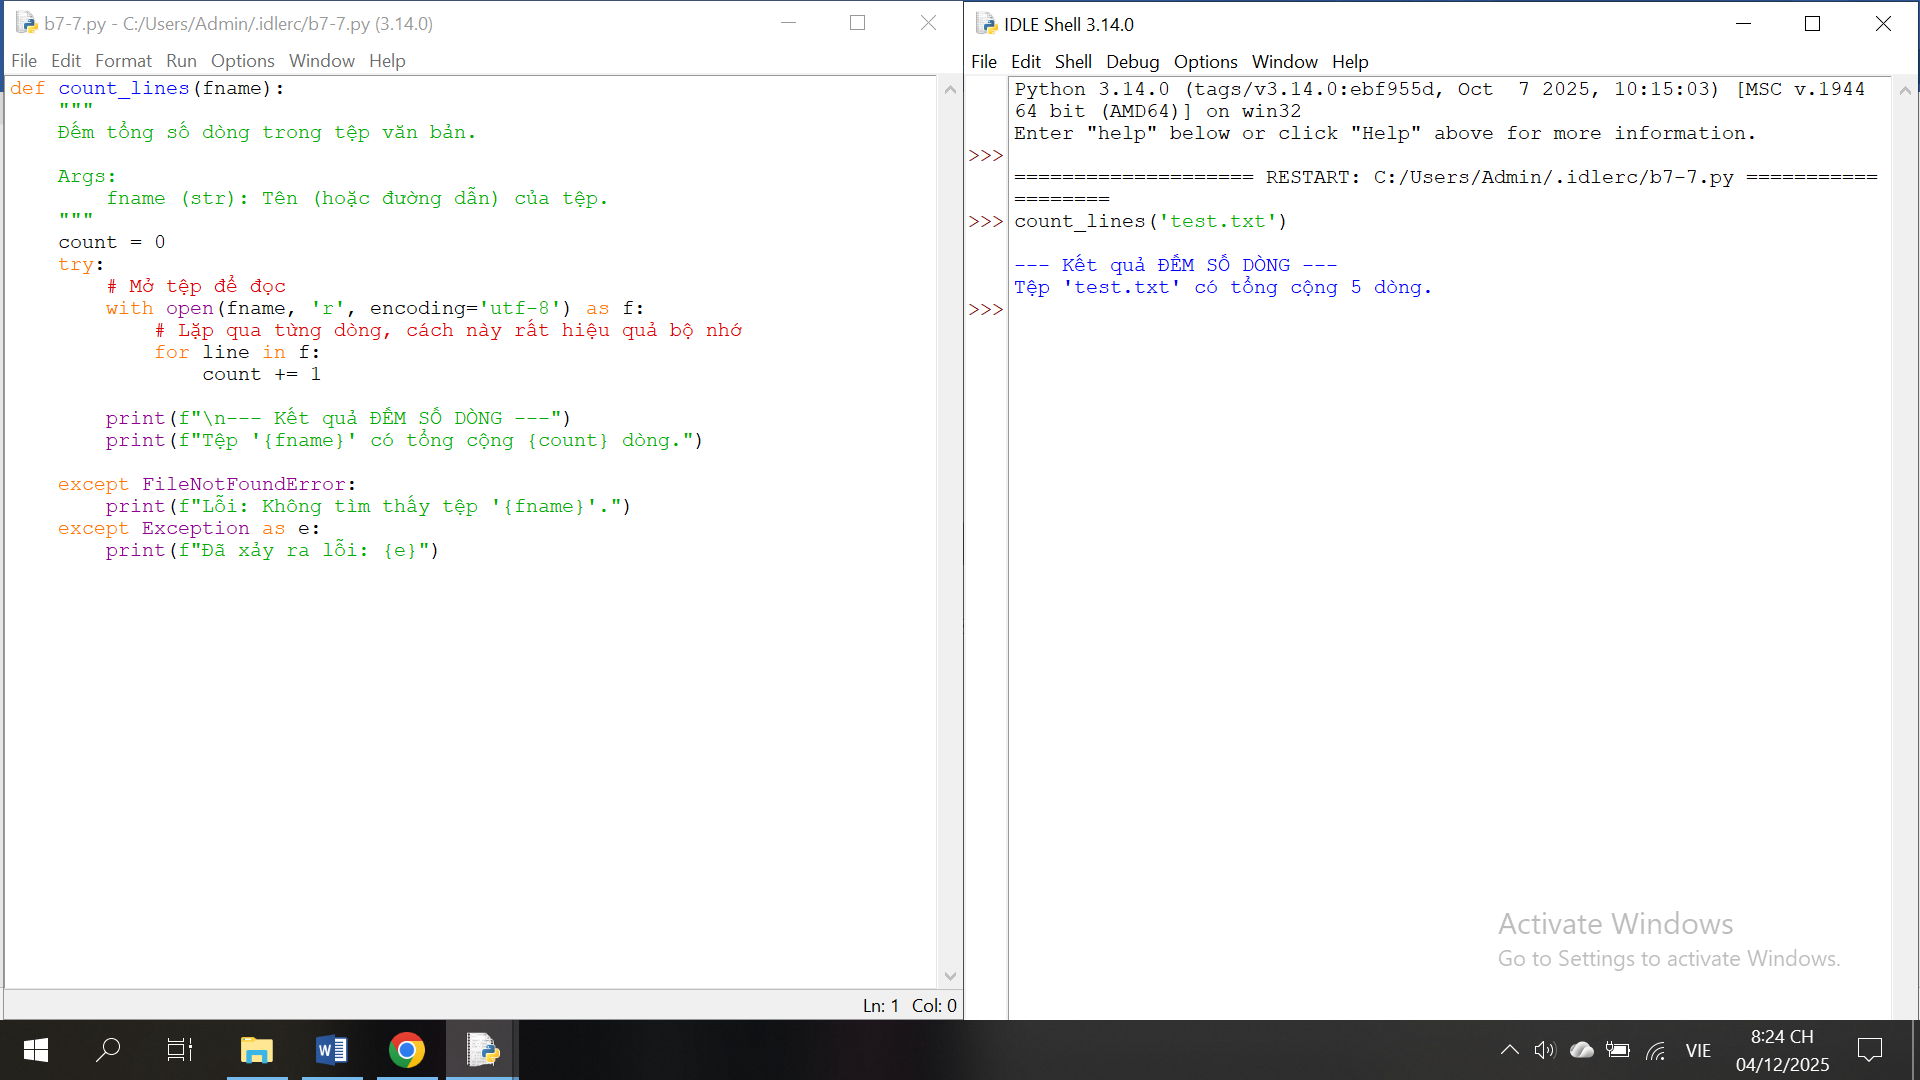 b7-7.py - C:/Users/Admin/.idlerc/b7-7.py (3.14.0)
File Edit Format Run Options Window Help
def count_lines(fname):
    """
    Đếm tổng số dòng trong tệp văn bản.

    Args:
        fname (str): Tên (hoặc đường dẫn) của tệp.
    """
    count = 0
    try:
        # Mở tệp để đọc
        with open(fname, 'r', encoding='utf-8') as f:
            # Lặp qua từng dòng, cách này rất hiệu quả bộ nhớ
            for line in f:
                count += 1

        print(f"\n--- Kết quả ĐẾM SỐ DÒNG ---")
        print(f"Tệp '{fname}' có tổng cộng {count} dòng.")

    except FileNotFoundError:
        print(f"Lỗi: Không tìm thấy tệp '{fname}'.")
    except Exception as e:
        print(f"Đã xảy ra lỗi: {e}")
Ln: 1 Col: 0
IDLE Shell 3.14.0
File Edit Shell Debug Options Window Help
Python 3.14.0 (tags/v3.14.0:ebf955d, Oct  7 2025, 10:15:03) [MSC v.1944
64 bit (AMD64)] on win32
Enter "help" below or click "Help" above for more information.
>>>
==================== RESTART: C:/Users/Admin/.idlerc/b7-7.py ===========
========
>>> count_lines('test.txt')

--- Kết quả ĐẾM SỐ DÒNG ---
Tệp 'test.txt' có tổng cộng 5 dòng.
>>>
Activate Windows
Go to Settings to activate Windows.
W
VIE
8:24 CH
04/12/2025